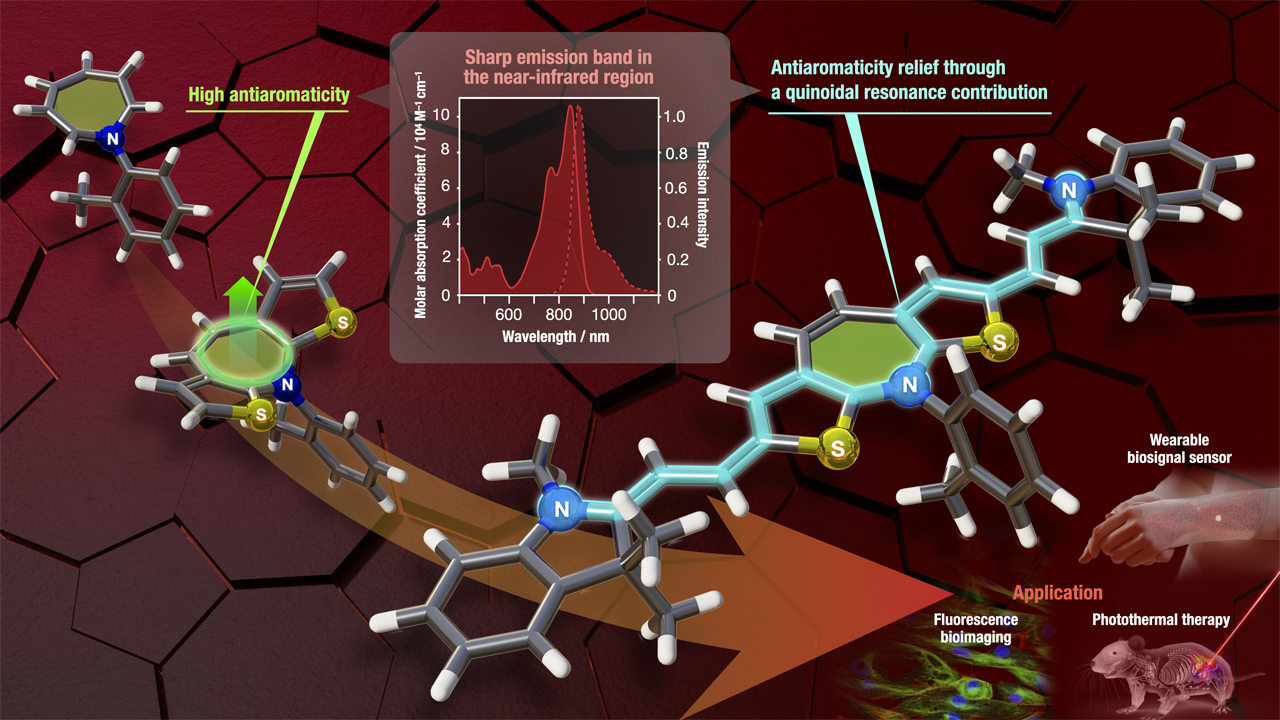 Sharp emission band in
the near-infrared region
High antiaromaticity
Antiaromaticity relief through
a quinoidal resonance contribution
Molar absorption coefficient / 10⁴ M⁻¹ cm⁻¹
10
8
6
4
2
0
1.0
0.8
0.6
0.4
0.2
0
Emission intensity
600 800 1000
Wavelength / nm
N
S
N
S
N
S
N
S
N
Wearable
biosignal sensor
Application
Fluorescence
bioimaging
Photothermal therapy